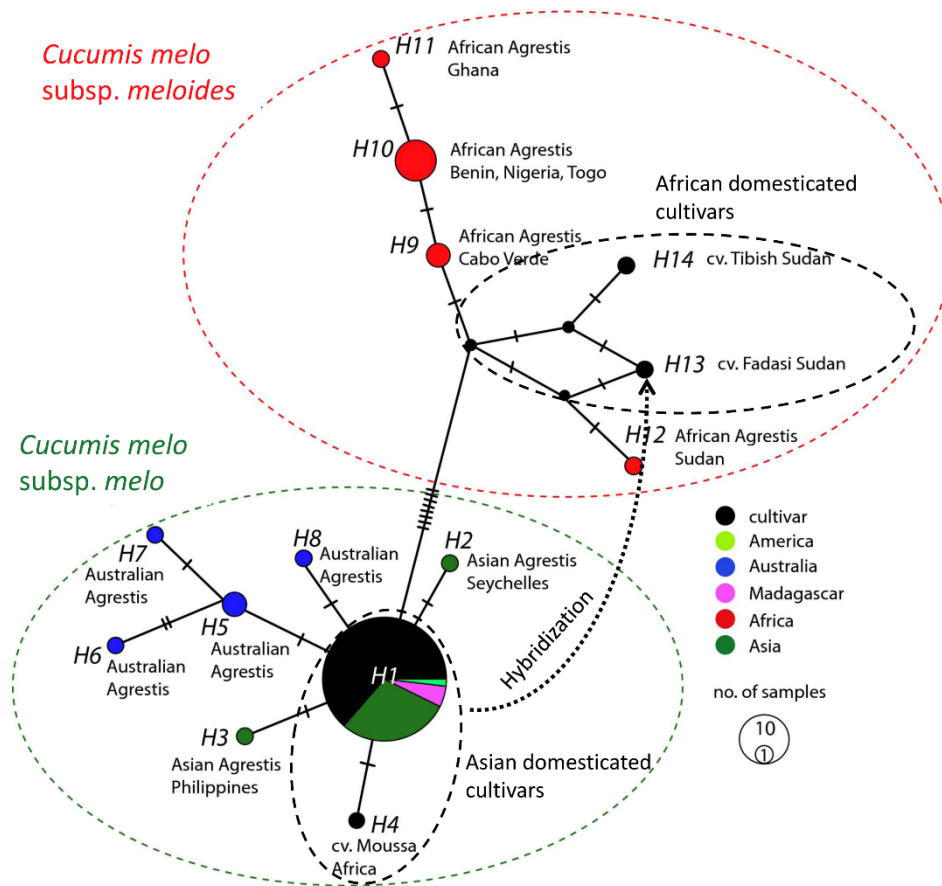 Cucumis melo
subsp. meloides
H11
African Agrestis
Ghana
H10
African Agrestis
Benin, Nigeria, Togo
H9
African Agrestis
Cabo Verde
African domesticated
cultivars
H14 cv. Tibish Sudan
H13 cv. Fadasi Sudan
H12
African Agrestis
Sudan
Cucumis melo
subsp. melo
H7
Australian
Agrestis
H8
Australian
Agrestis
H2
Asian Agrestis
Seychelles
H6
Australian
Agrestis
H5
Australian
Agrestis
H1
H3
Asian Agrestis
Philippines
H4
cv. Moussa
Africa
Asian domesticated
cultivars
Hybridization
cultivar
America
Australia
Madagascar
Africa
Asia
no. of samples
10
1